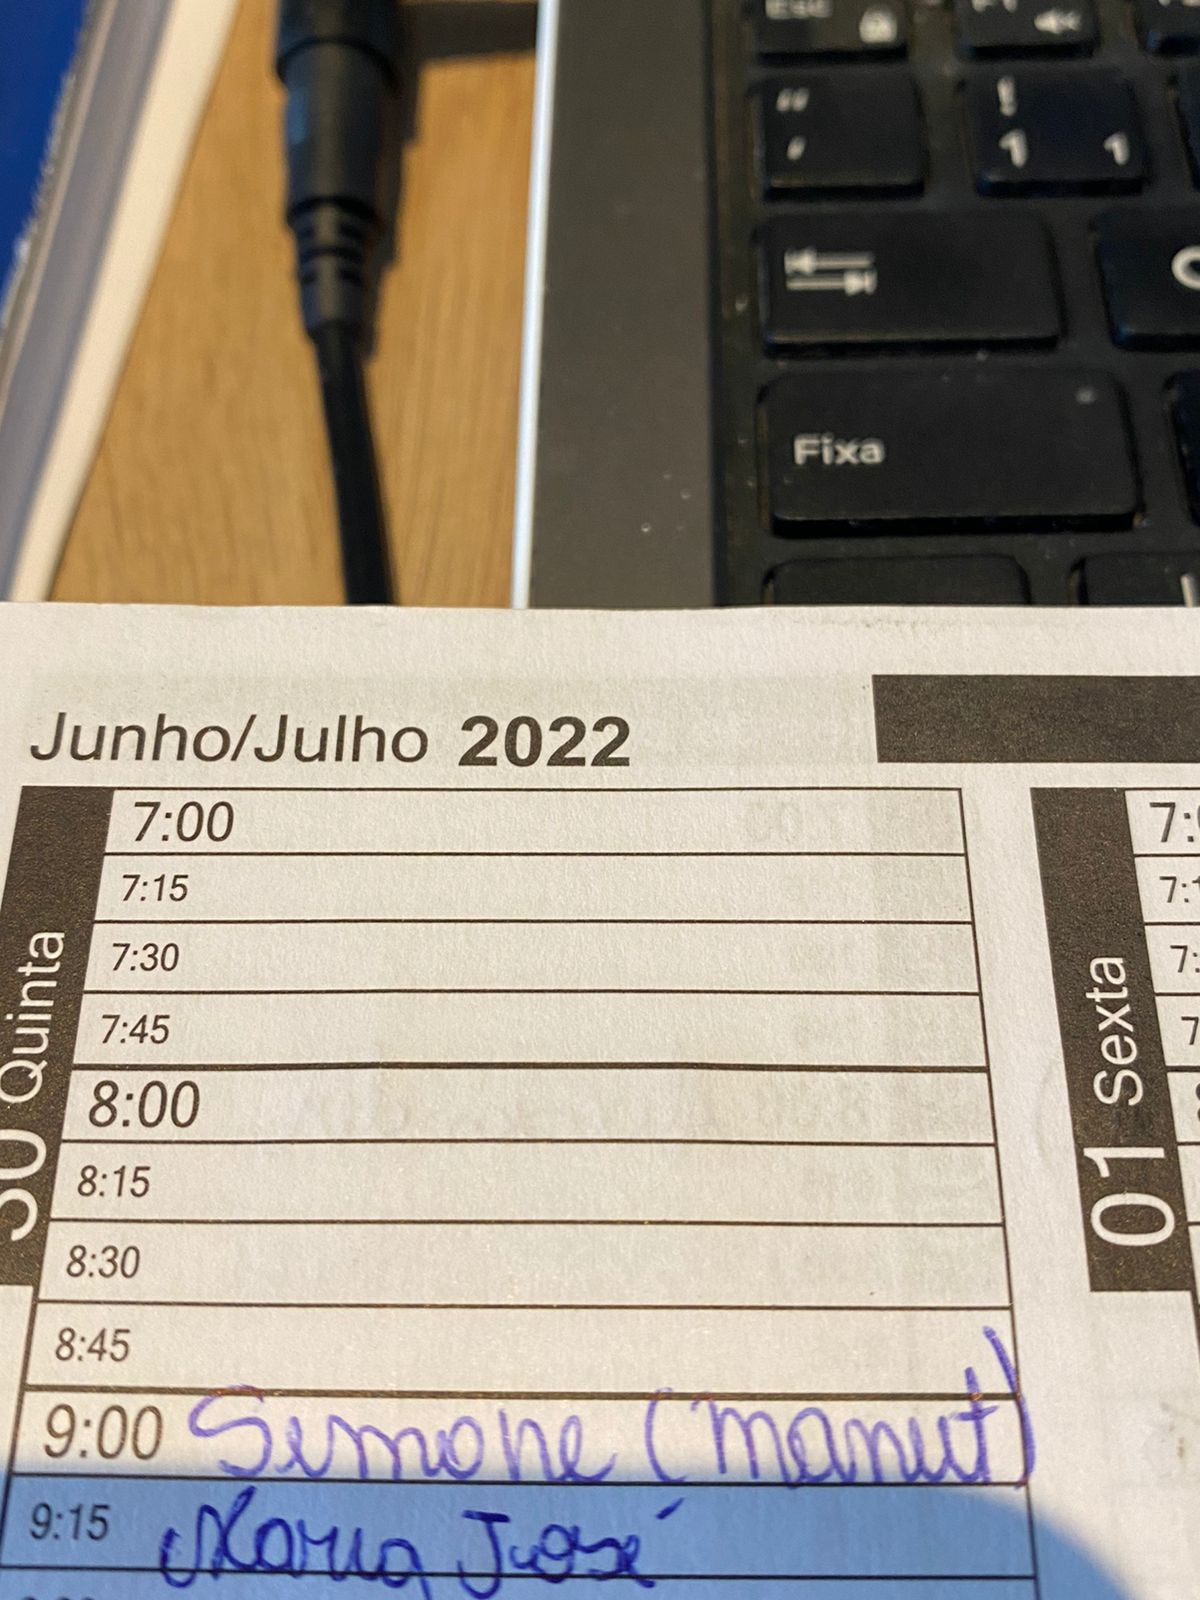 Esc
"
'
!
1 1
Fixa
Junho/Julho 2022
30 Quinta
7:00
7:15
7:30
7:45
8:00
8:15
8:30
8:45
9:00 Simone (manut)
9:15 Maria José
01 Sexta